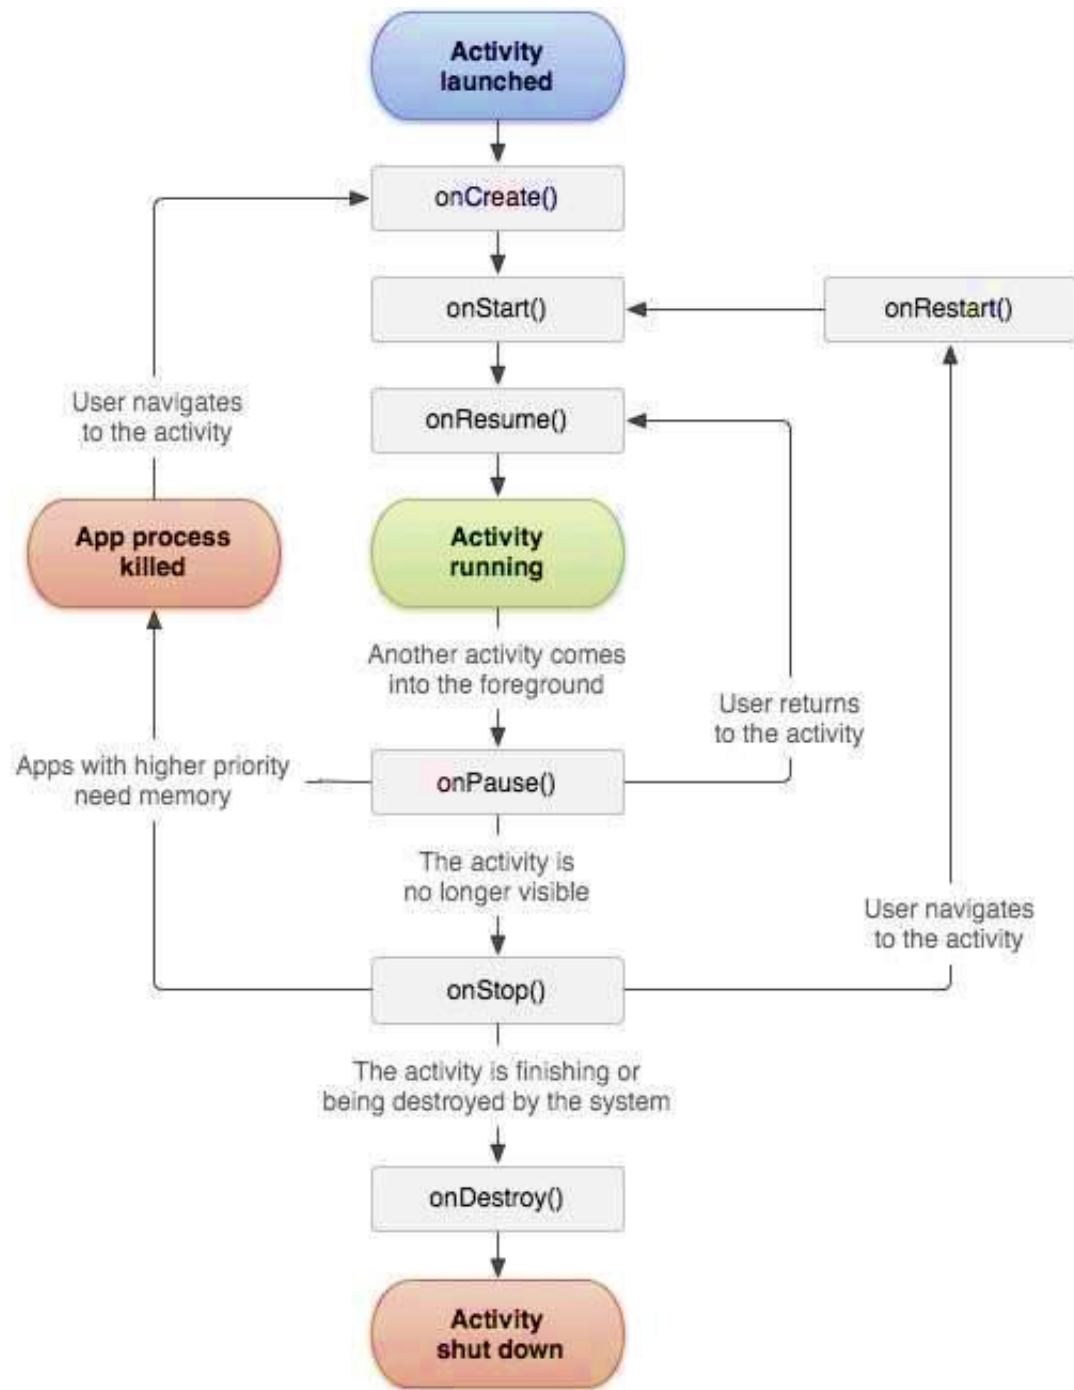 Activity
launched
onCreate()
onStart()
onRestart()
onResume()
User navigates
to the activity
App process
killed
Activity
running
Another activity comes
into the foreground
User returns
to the activity
Apps with higher priority
need memory
onPause()
The activity is
no longer visible
User navigates
to the activity
onStop()
The activity is finishing or
being destroyed by the system
onDestroy()
Activity
shut down